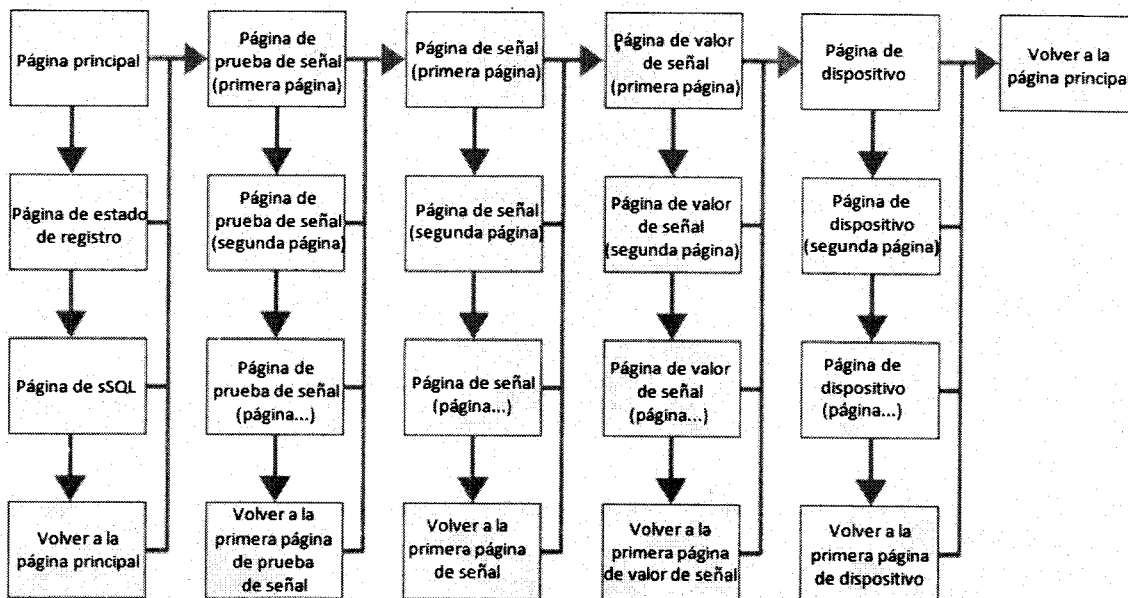 Página principal
Página de
prueba de señal
(primera página)
Página de señal
(primera página)
Página de valor
de señal
(primera página)
Página de
dispositivo
Volver a la
página principal
Página de estado
de registro
Página de
prueba de señal
(segunda página)
Página de señal
(segunda página)
Página de valor
de señal
(segunda página)
Página de
dispositivo
(segunda página)
Página de sSQL
Página de
prueba de señal
(página...)
Página de señal
(página...)
Página de valor
de señal
(página...)
Página de
dispositivo
(página...)
Volver a la
página principal
Volver a la
primera página
de prueba
de señal
Volver a la
primera página
de señal
Volver a la
primera página
de valor de señal
Volver a la
primera página
de dispositivo